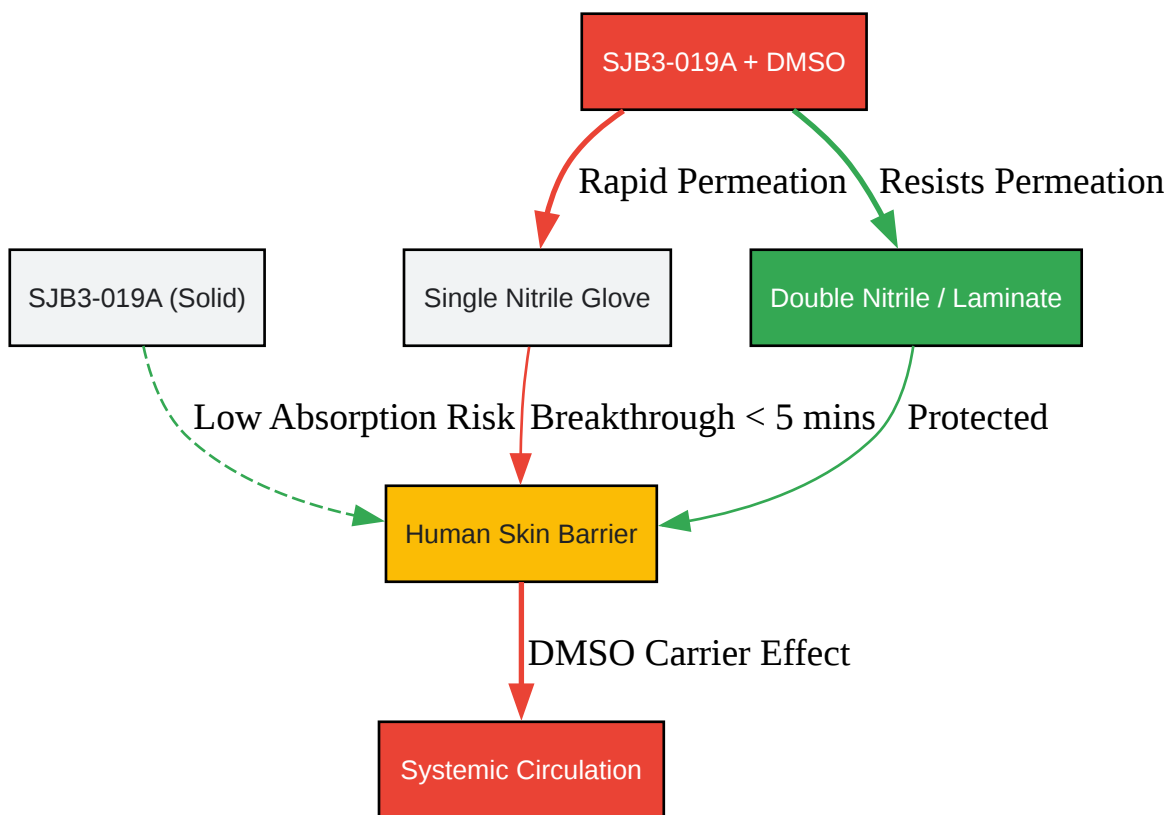 SJB3-019A + DMSO
Rapid Permeation
Resists Permeation
SJB3-019A (Solid)
Single Nitrile Glove
Double Nitrile / Laminate
Low Absorption Risk
Breakthrough < 5 mins
Protected
Human Skin Barrier
DMSO Carrier Effect
Systemic Circulation